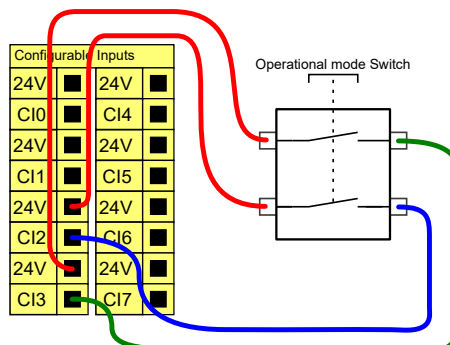 Configurable Inputs
Operational mode Switch
24V 24V
CI0 CI4
24V 24V
CI1 CI5
24V 24V
CI2 CI6
24V 24V
CI3 CI7